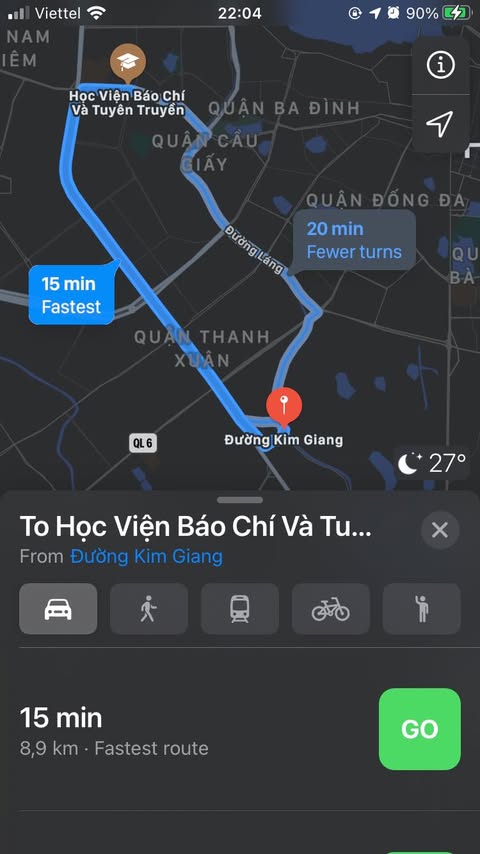 Viettel
22:04
90%
NAM
IÊM
Học Viện Báo Chí
Và Tuyên Truyền
QUẬN BA ĐÌNH
QUẬN CẦU
GIẤY
QUẬN ĐỐNG ĐA
20 min
Fewer turns
Đường Láng
QU
BÀ
15 min
Fastest
QUẬN THANH
XUÂN
QL 6
Đường Kim Giang
27°
To Học Viện Báo Chí Và Tu...
From Đường Kim Giang
15 min
8,9 km · Fastest route
GO